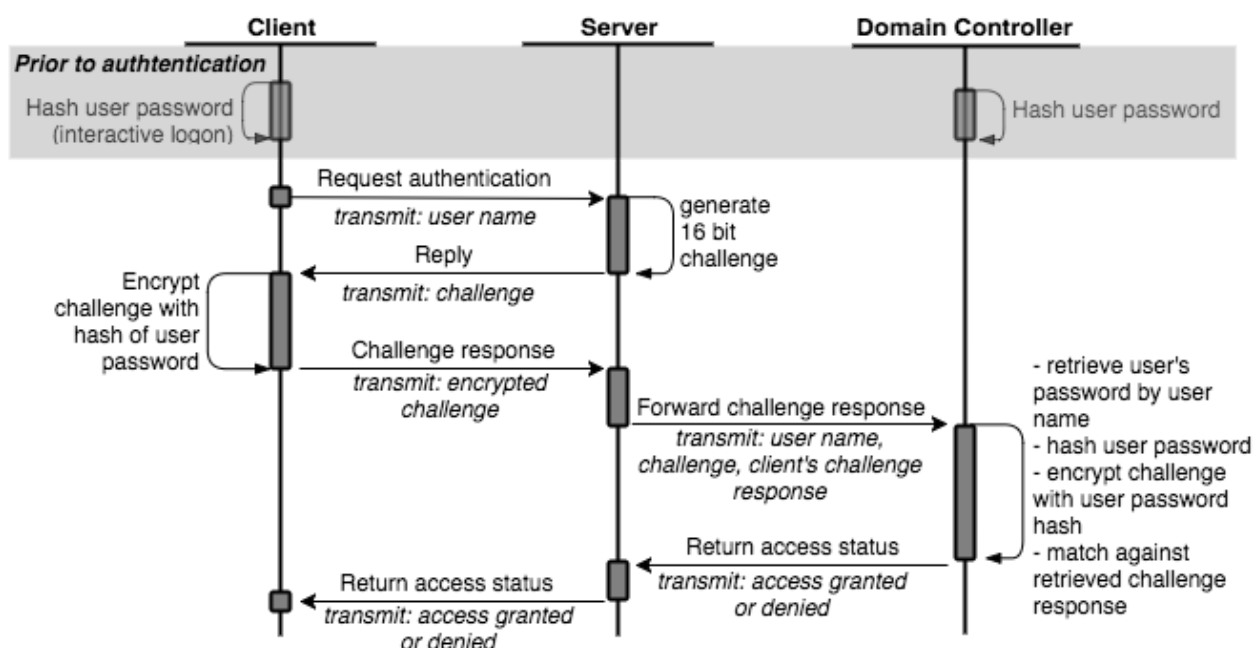 Client
Server
Domain Controller
Prior to authtentication
Hash user password
(interactive logon)
Hash user password
Request authentication
transmit: user name
generate
16 bit
challenge
Reply
transmit: challenge
Encrypt
challenge with
hash of user
password
Challenge response
transmit: encrypted
challenge
Forward challenge response
transmit: user name,
challenge, client's challenge
response
- retrieve user's
password by user
name
- hash user password
- encrypt challenge
with user password
hash
- match against
retrieved challenge
response
Return access status
transmit: access granted
or denied
Return access status
transmit: access granted
or denied